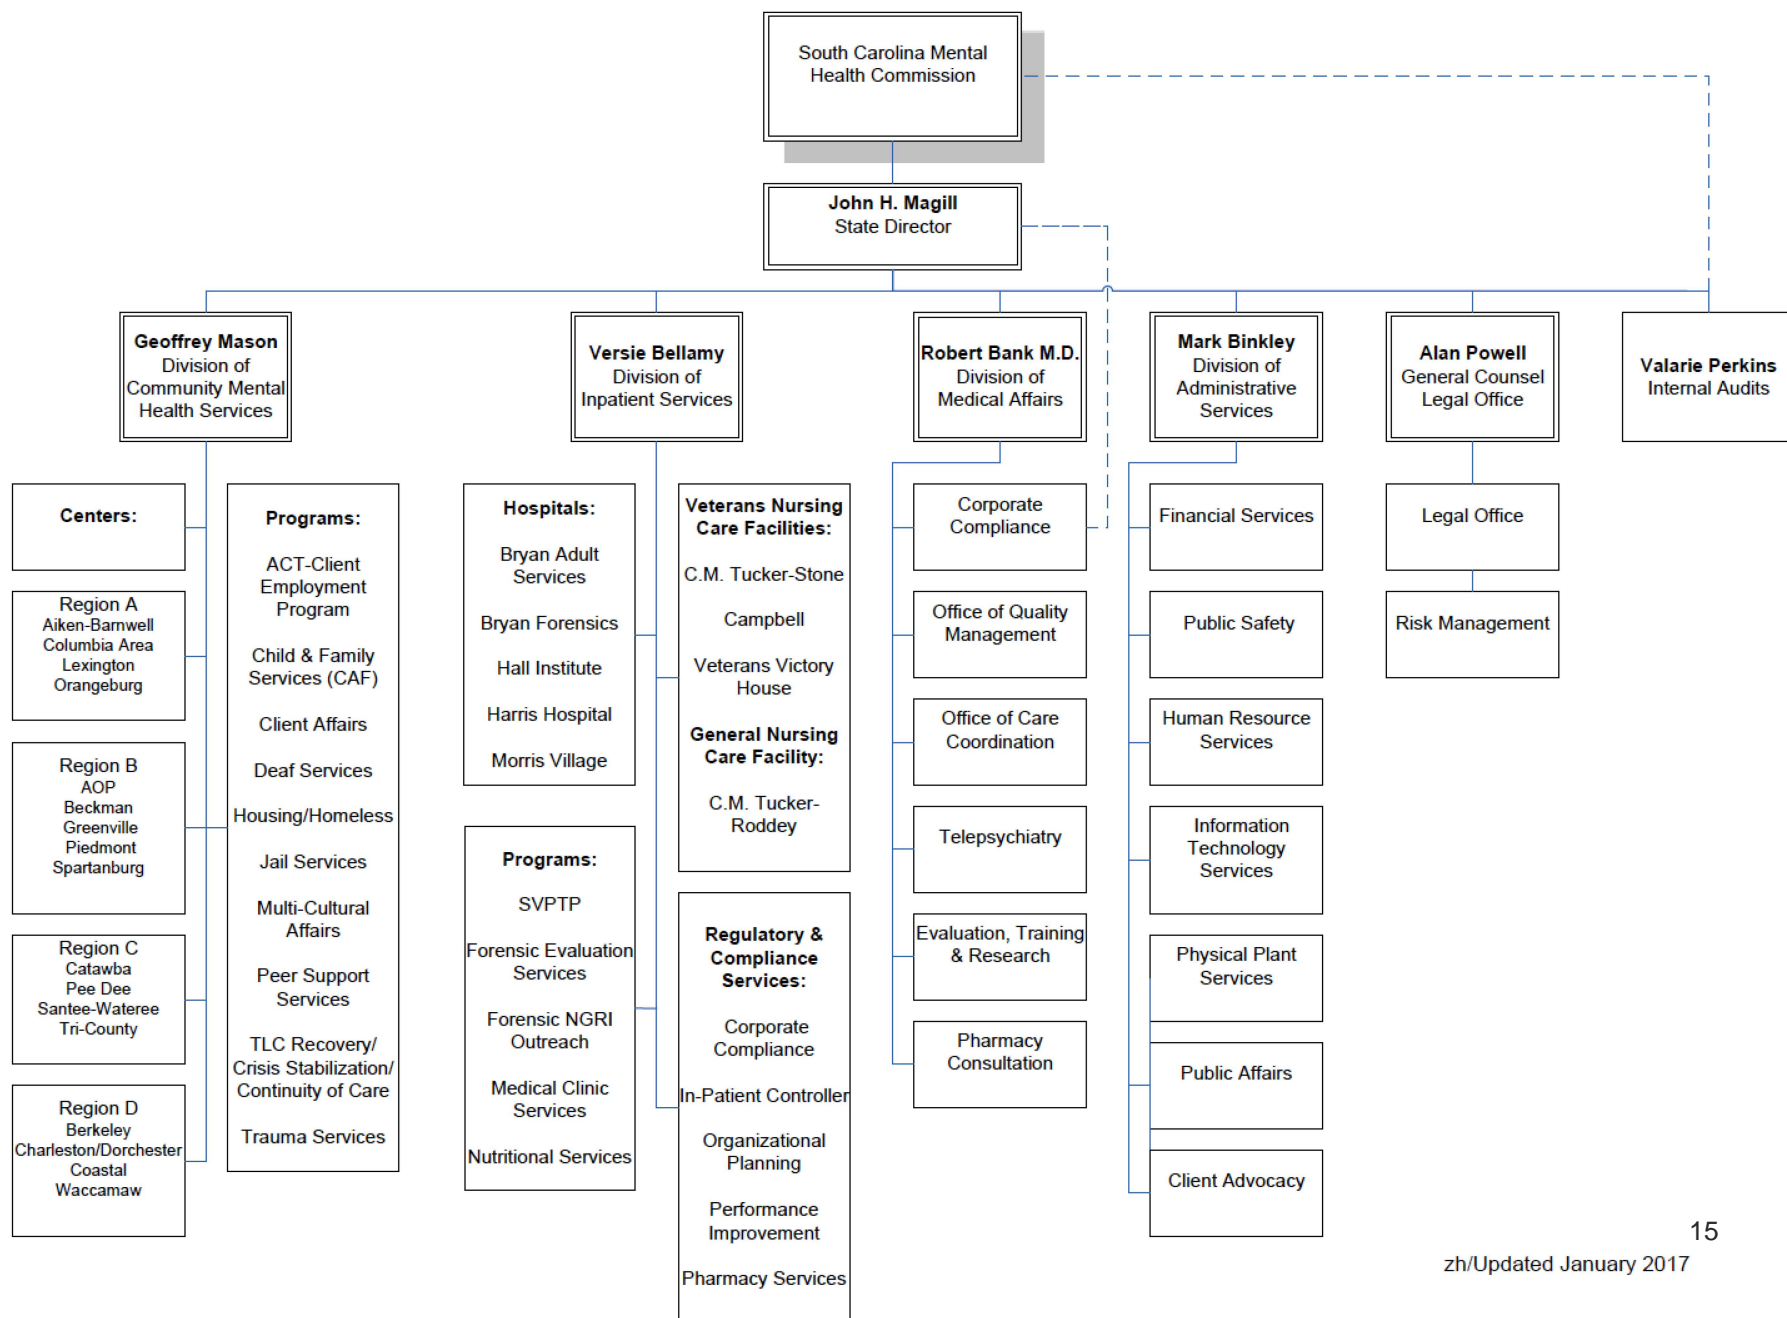 South Carolina Mental
Health Commission
John H. Magill
State Director
Geoffrey Mason
Division of
Community Mental
Health Services
Versie Bellamy
Division of
Inpatient Services
Robert Bank M.D.
Division of
Medical Affairs
Mark Binkley
Division of
Administrative
Services
Alan Powell
General Counsel
Legal Office
Valarie Perkins
Internal Audits
Centers:
Region A
Aiken-Barnwell
Columbia Area
Lexington
Orangeburg
Region B
AOP
Beckman
Greenville
Piedmont
Spartanburg
Region C
Catawba
Pee Dee
Santee-Wateree
Tri-County
Region D
Berkeley
Charleston/Dorchester
Coastal
Waccamaw
Programs:
ACT-Client
Employment
Program
Child & Family
Services (CAF)
Client Affairs
Deaf Services
Housing/Homeless
Jail Services
Multi-Cultural
Affairs
Peer Support
Services
TLC Recovery/
Crisis Stabilization/
Continuity of Care
Trauma Services
Hospitals:
Bryan Adult
Services
Bryan Forensics
Hall Institute
Harris Hospital
Morris Village
Programs:
SVPTP
Forensic Evaluation
Services
Forensic NGRI
Outreach
Medical Clinic
Services
Nutritional Services
Veterans Nursing
Care Facilities:
C.M. Tucker-Stone
Campbell
Veterans Victory
House
General Nursing
Care Facility:
C.M. Tucker-
Roddey
Regulatory &
Compliance
Services:
Corporate
Compliance
In-Patient Controller
Organizational
Planning
Performance
Improvement
Pharmacy Services
Corporate
Compliance
Office of Quality
Management
Office of Care
Coordination
Telepsychiatry
Evaluation, Training
& Research
Pharmacy
Consultation
Financial Services
Public Safety
Human Resource
Services
Information
Technology
Services
Physical Plant
Services
Public Affairs
Client Advocacy
Legal Office
Risk Management
15
zh/Updated January 2017